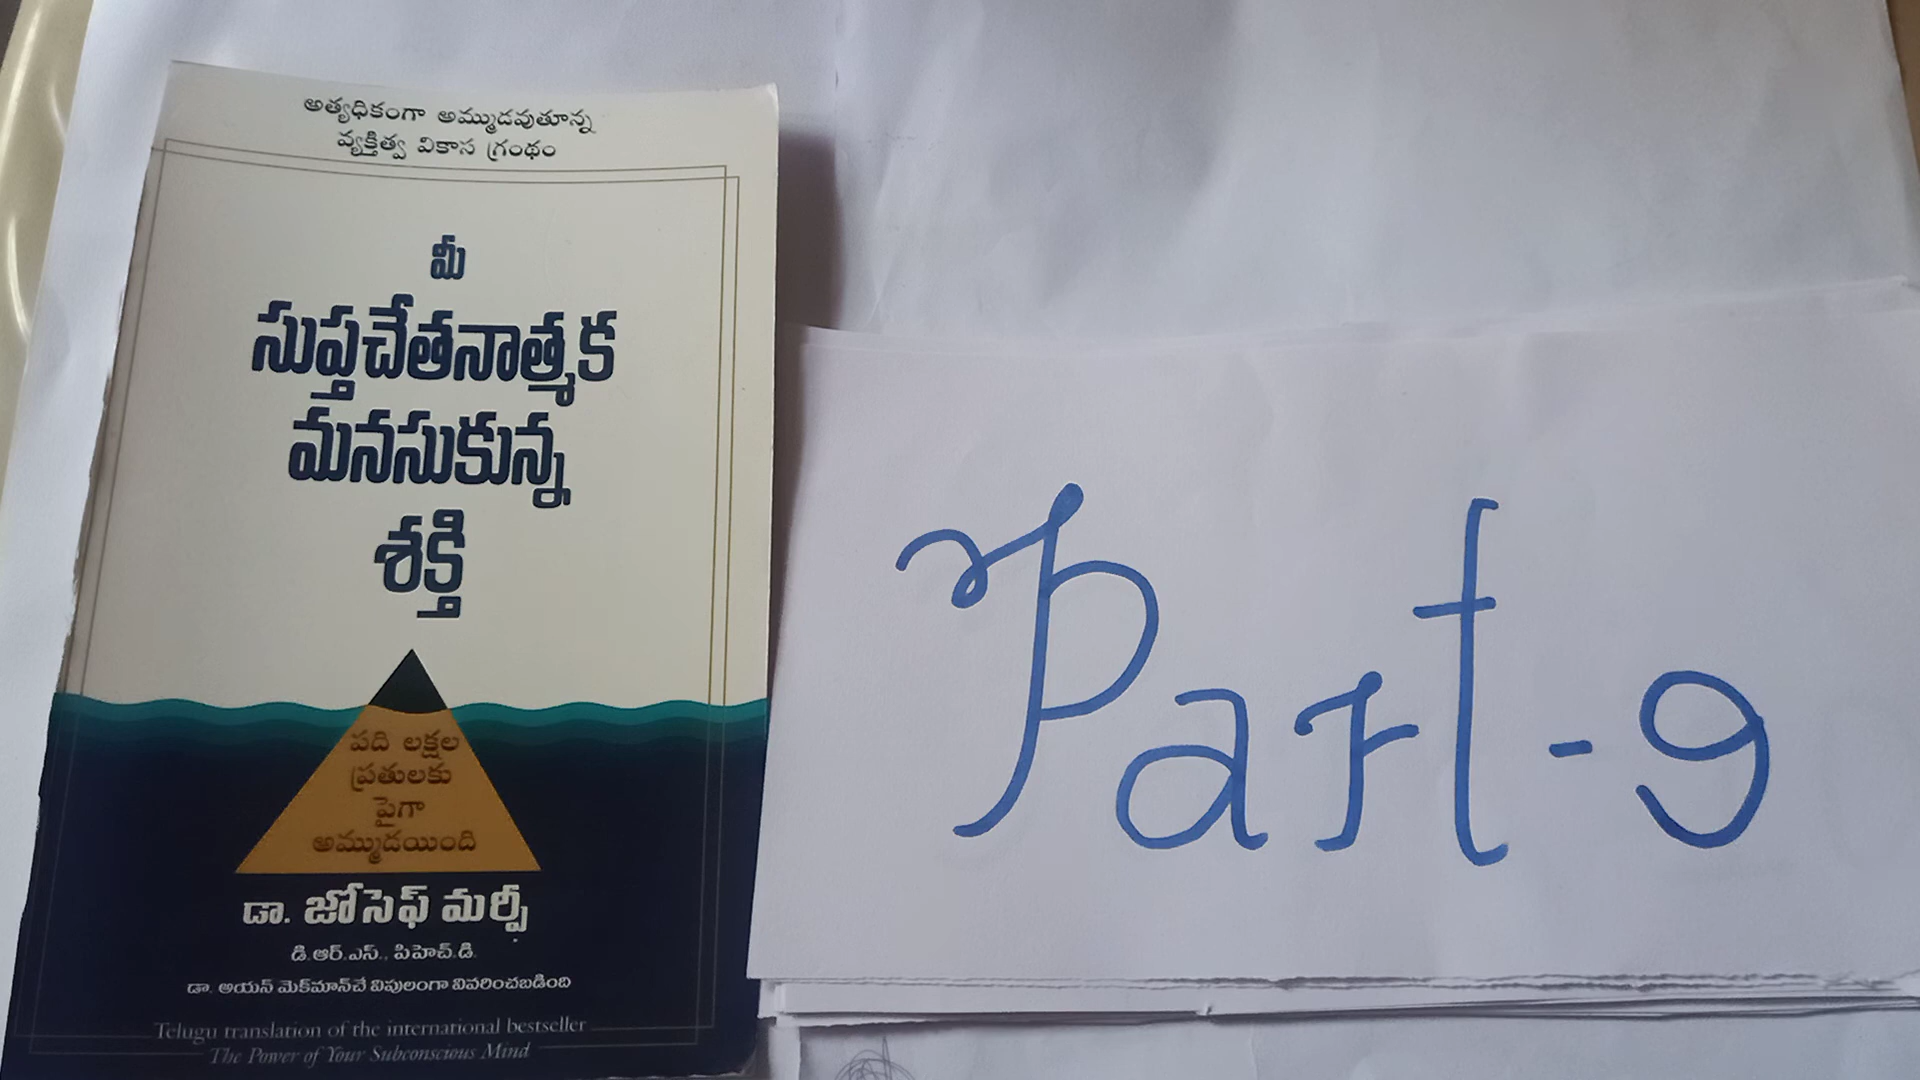 అత్యధికంగా అమ్ముడవుతూన్న
వ్యక్తిత్వ వికాస గ్రంథం
మీ
సుప్తచేతనాత్మక
మనసుకున్న
శక్తి
పది లక్షల
ప్రతులకు
పైగా
అమ్ముడయింది
డా. జోసెఫ్ మర్ఫీ
డి.ఆర్.ఎస్., పిహెచ్.డి.
డా. అయన్ మెక్‌మాన్‌చే విపులంగా వివరించబడింది
Telugu translation of the international bestseller
The Power of Your Subconscious Mind
Part-9